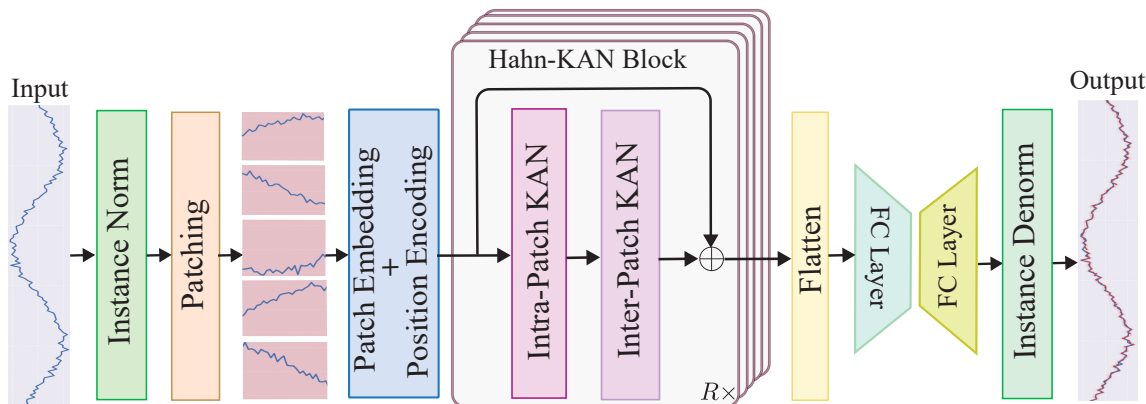 Input
Instance Norm
Patching
Patch Embedding
+
Position Encoding
Hahn-KAN Block
Intra-Patch KAN
Inter-Patch KAN
R×
Flatten
FC Layer
FC Layer
Instance Denorm
Output